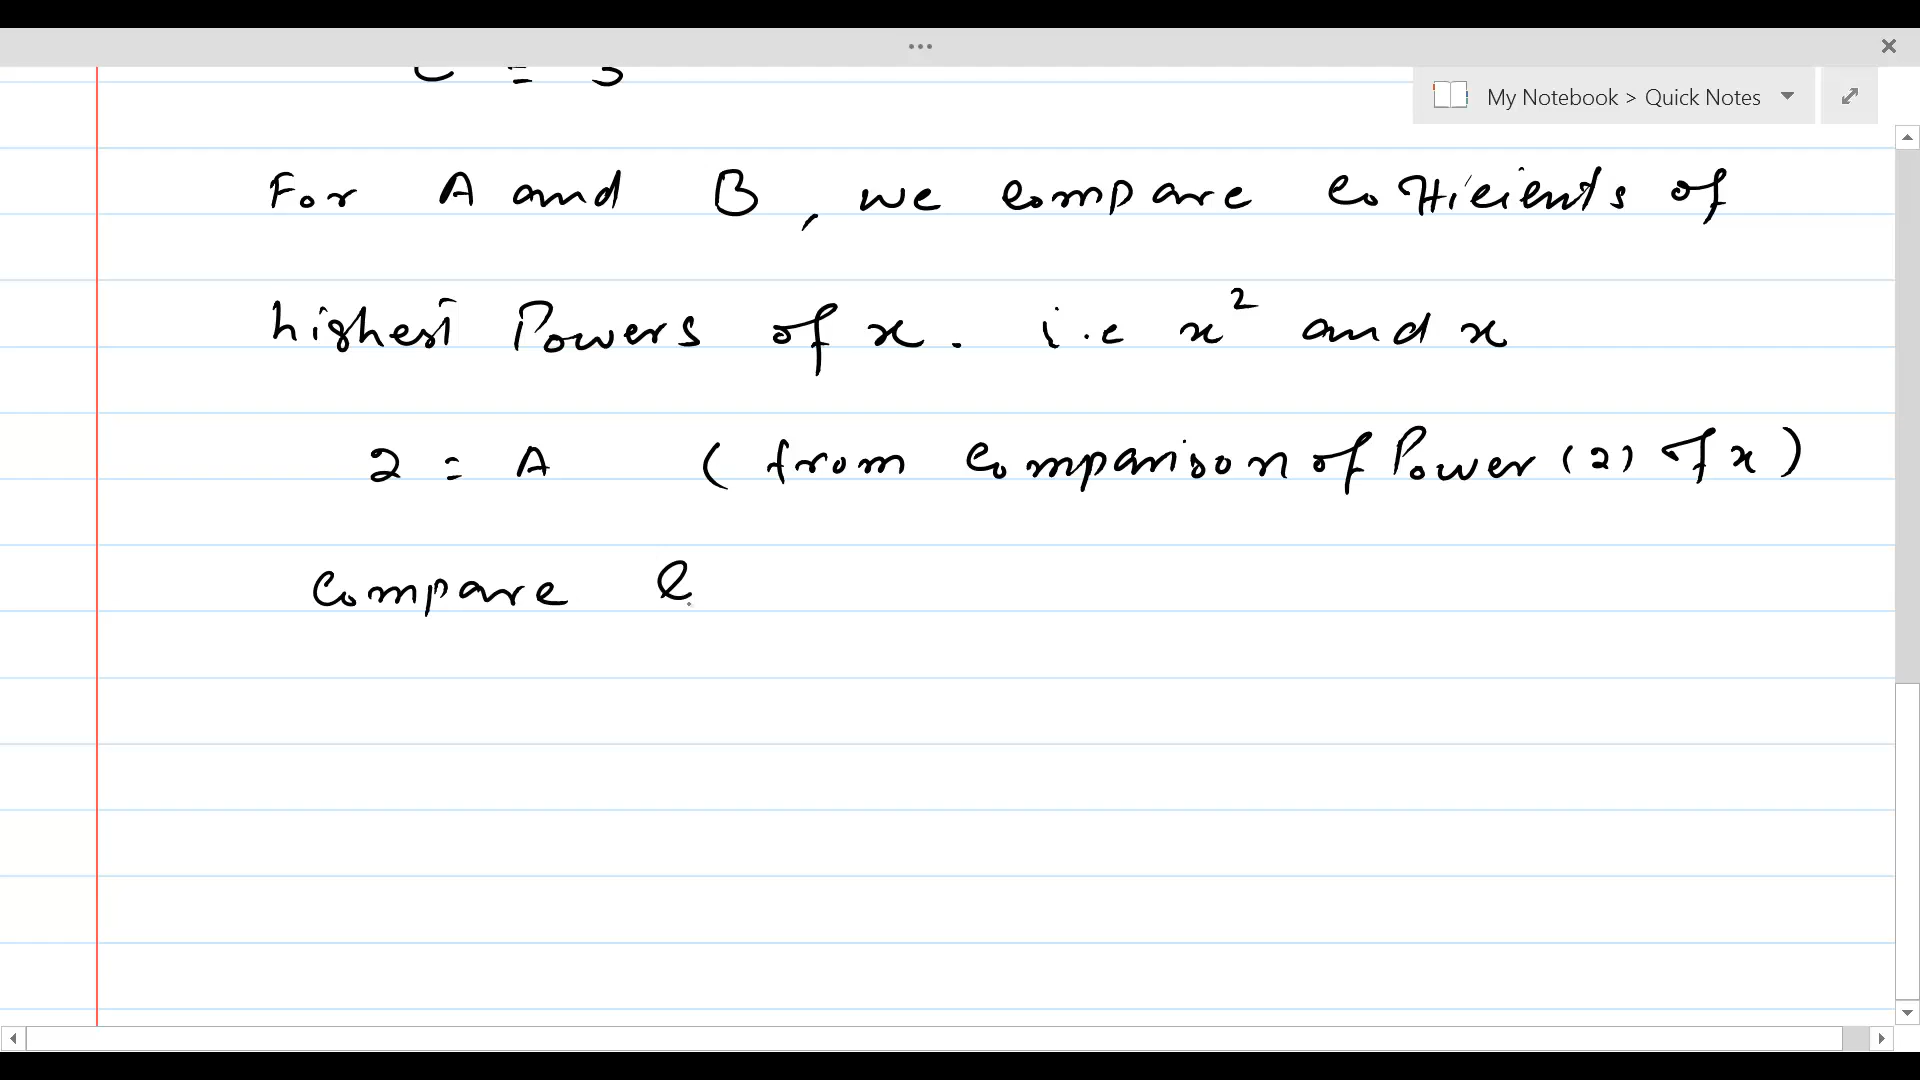 ...
My Notebook > Quick Notes
For A and B, we compare cofficients of
highest Powers of x. i.e x² and x
2 = A (from comparison of Power (2) of x)
Compare